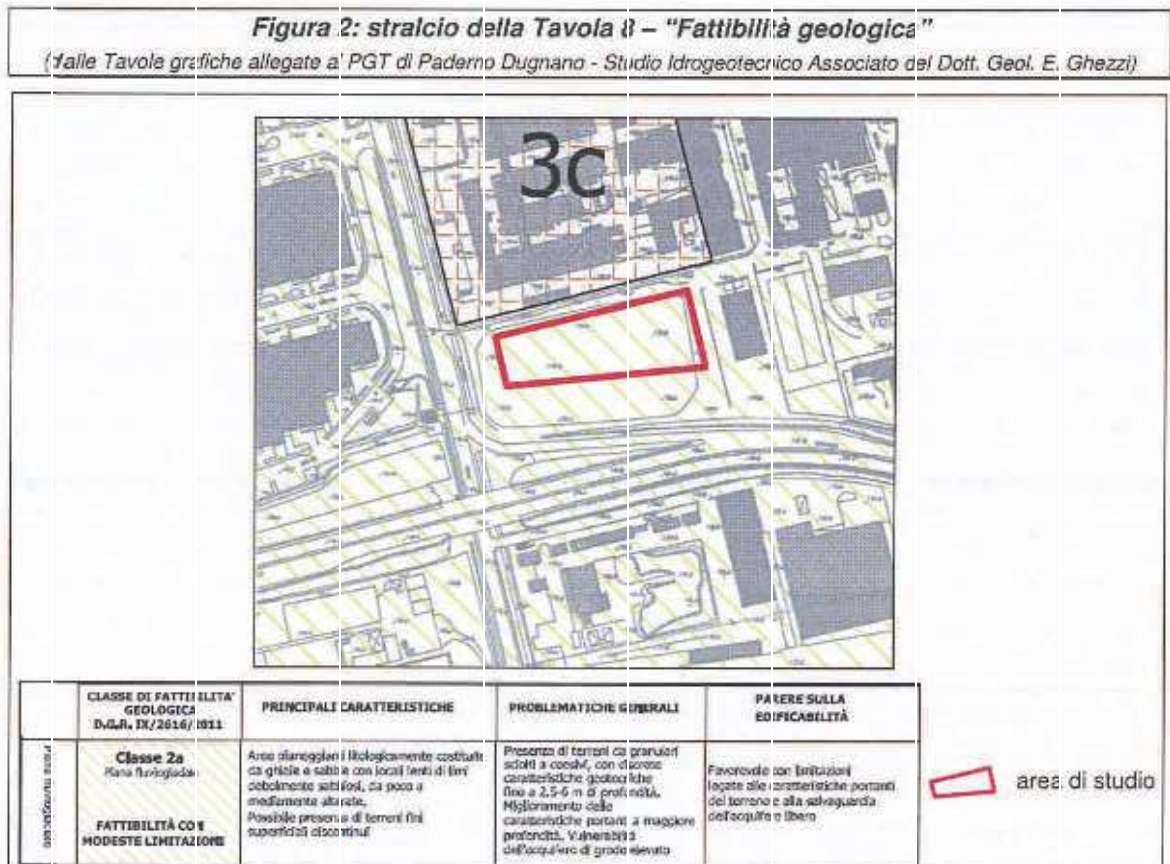 Figura 2: stralcio della Tavola 8 – "Fattibilità geologica"
(dalle Tavole grafiche allegate al PGT di Paderno Dugnano - Studio Idrogeotecnico Associato del Dott. Geol. E. Ghezzi)
3c
CLASSE DI FATTIBILITA'
GEOLOGICA
D.G.R. IX/2616/2011
PRINCIPALI CARATTERISTICHE
PROBLEMATICHE GENERALI
PARERE SULLA
EDIFICABILITÀ
Piana fluvioglaciale
Classe 2a
Piana fluvioglaciale
FATTIBILITÀ CON
MODESTE LIMITAZIONI
Aree pianeggianti litologicamente costituite
da ghiaie e sabbie con locali lenti di limi
debolmente sabbiosi, da poco a
mediamente alterate.
Possibile presenza di terreni fini
superficiali discontinui
Presenza di terreni da granulari
sciolti a coesivi, con discrete
caratteristiche geotecniche
fino a 2,5-6 m di profondità.
Miglioramento delle
caratteristiche portanti a maggiore
profondità. Vulnerabilità
dell'acquifero di grado elevato
Favorevole con limitazioni
legate alle caratteristiche portanti
del terreno e alla salvaguardia
dell'acquifero libero
area di studio